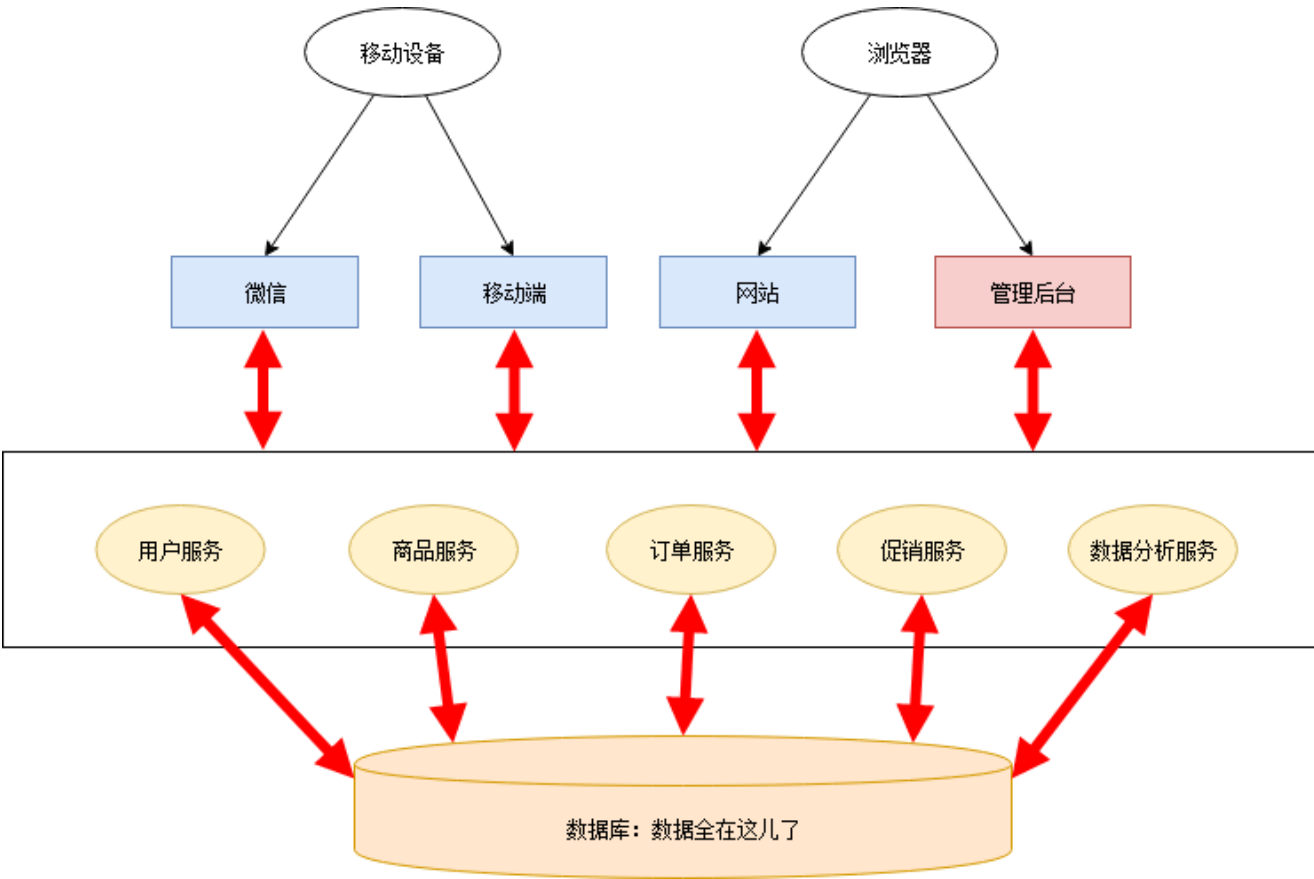 移动设备
浏览器
微信
移动端
网站
管理后台
用户服务
商品服务
订单服务
促销服务
数据分析服务
数据库：数据全在这儿了